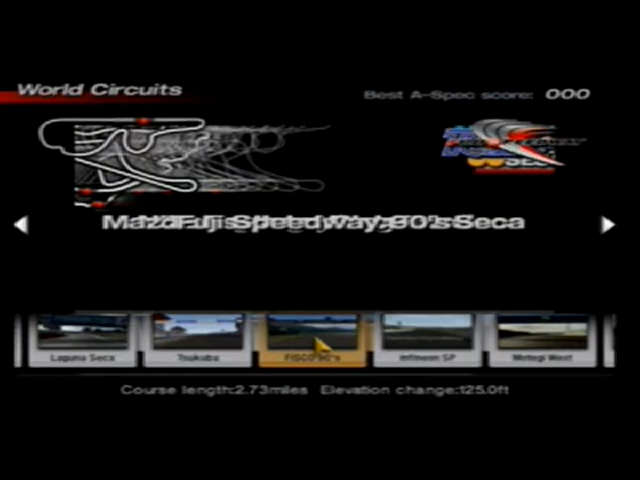 World Circuits
Best A-Spec score: 000
Laguna Seca
Tsukuba
FISCO 90's
Infineon SP
Motegi West
Course length:2.73miles Elevation change:125.0ft